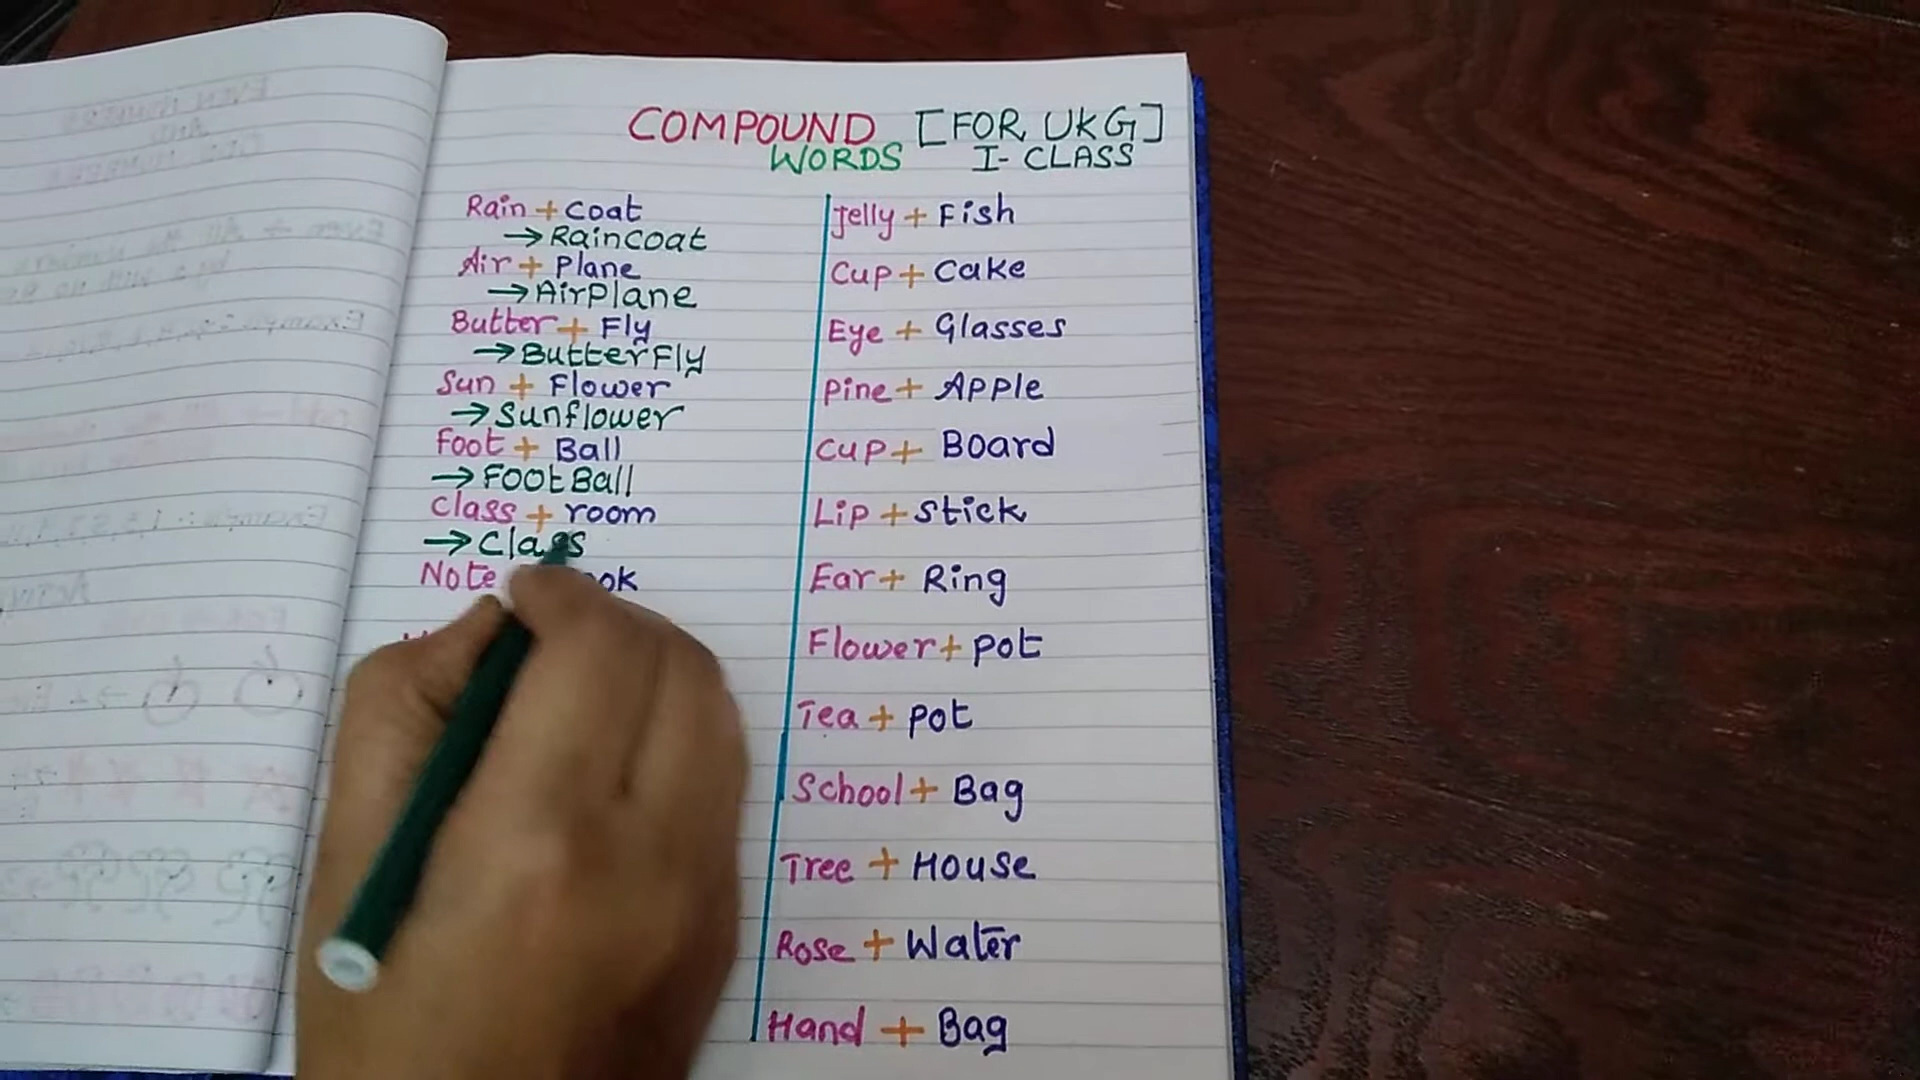 COMPOUND [FOR UKG]
WORDS I- CLASS
Rain + Coat
→ Raincoat
Air + Plane
→ AirPlane
Butter + Fly
→ ButterFly
Sun + Flower
→ Sunflower
Foot + Ball
→ FootBall
Class + room
→ Class
Note
Jelly + Fish
Cup + Cake
Eye + Glasses
Pine + Apple
Cup + Board
Lip + Stick
Ear + Ring
Flower + Pot
Tea + Pot
School + Bag
Tree + House
Rose + Water
Hand + Bag